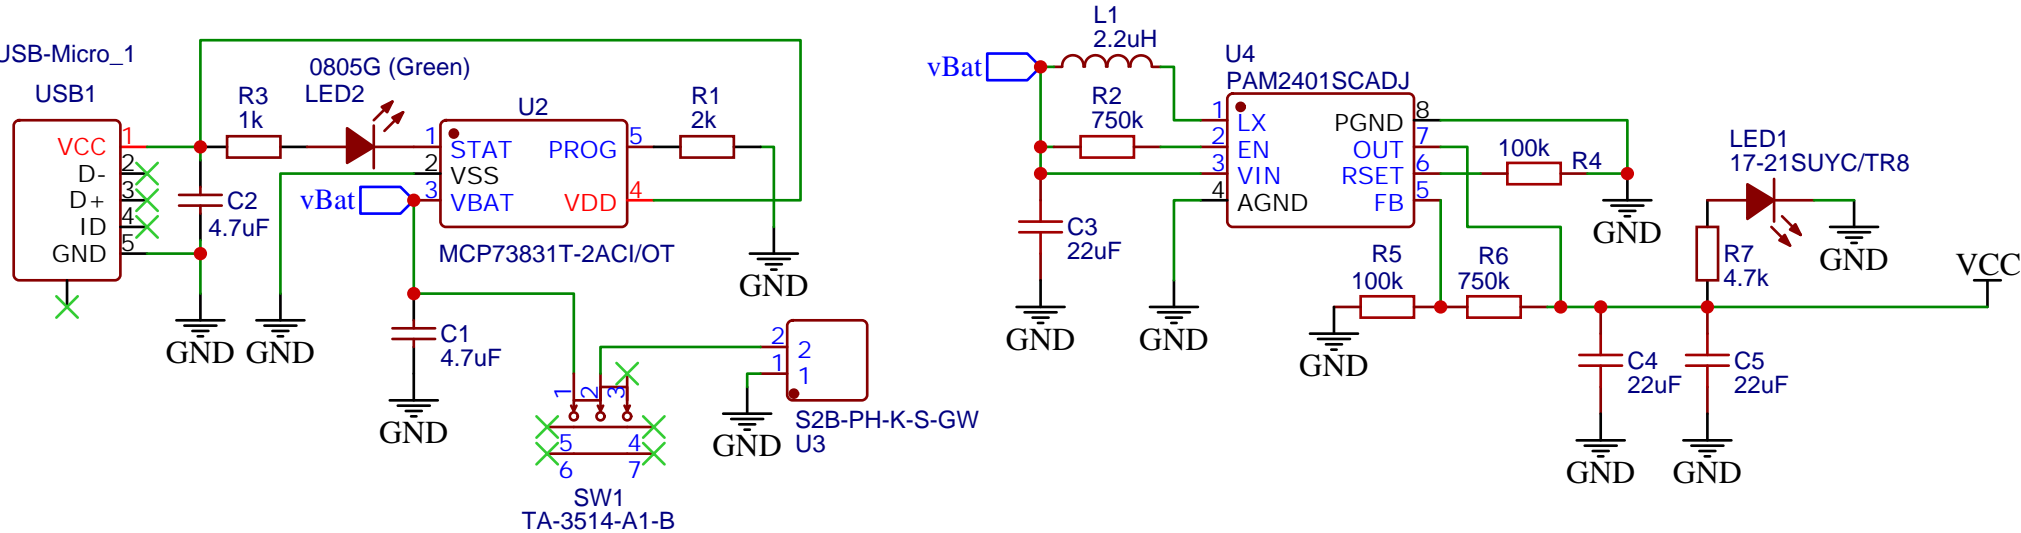 USB-Micro_1
USB1
VCC
1
D-
2
D+
3
ID
4
GND
5
R3
1k
C2
4.7uF
GND
GND
0805G (Green)
LED2
U2
1
STAT
2
VSS
3
VBAT
PROG
5
VDD
4
MCP73831T-2ACI/OT
vBat
R1
2k
GND
C1
4.7uF
GND
1
2
3
5
4
6
7
SW1
TA-3514-A1-B
2
2
1
1
S2B-PH-K-S-GW
U3
GND
vBat
L1
2.2uH
R2
750k
C3
22uF
GND
GND
U4
PAM2401SCADJ
1
LX
2
EN
3
VIN
4
AGND
PGND
8
OUT
7
RSET
6
FB
5
100k
R4
GND
R5
100k
GND
R6
750k
LED1
17-21SUYC/TR8
GND
R7
4.7k
VCC
C4
22uF
GND
C5
22uF
GND